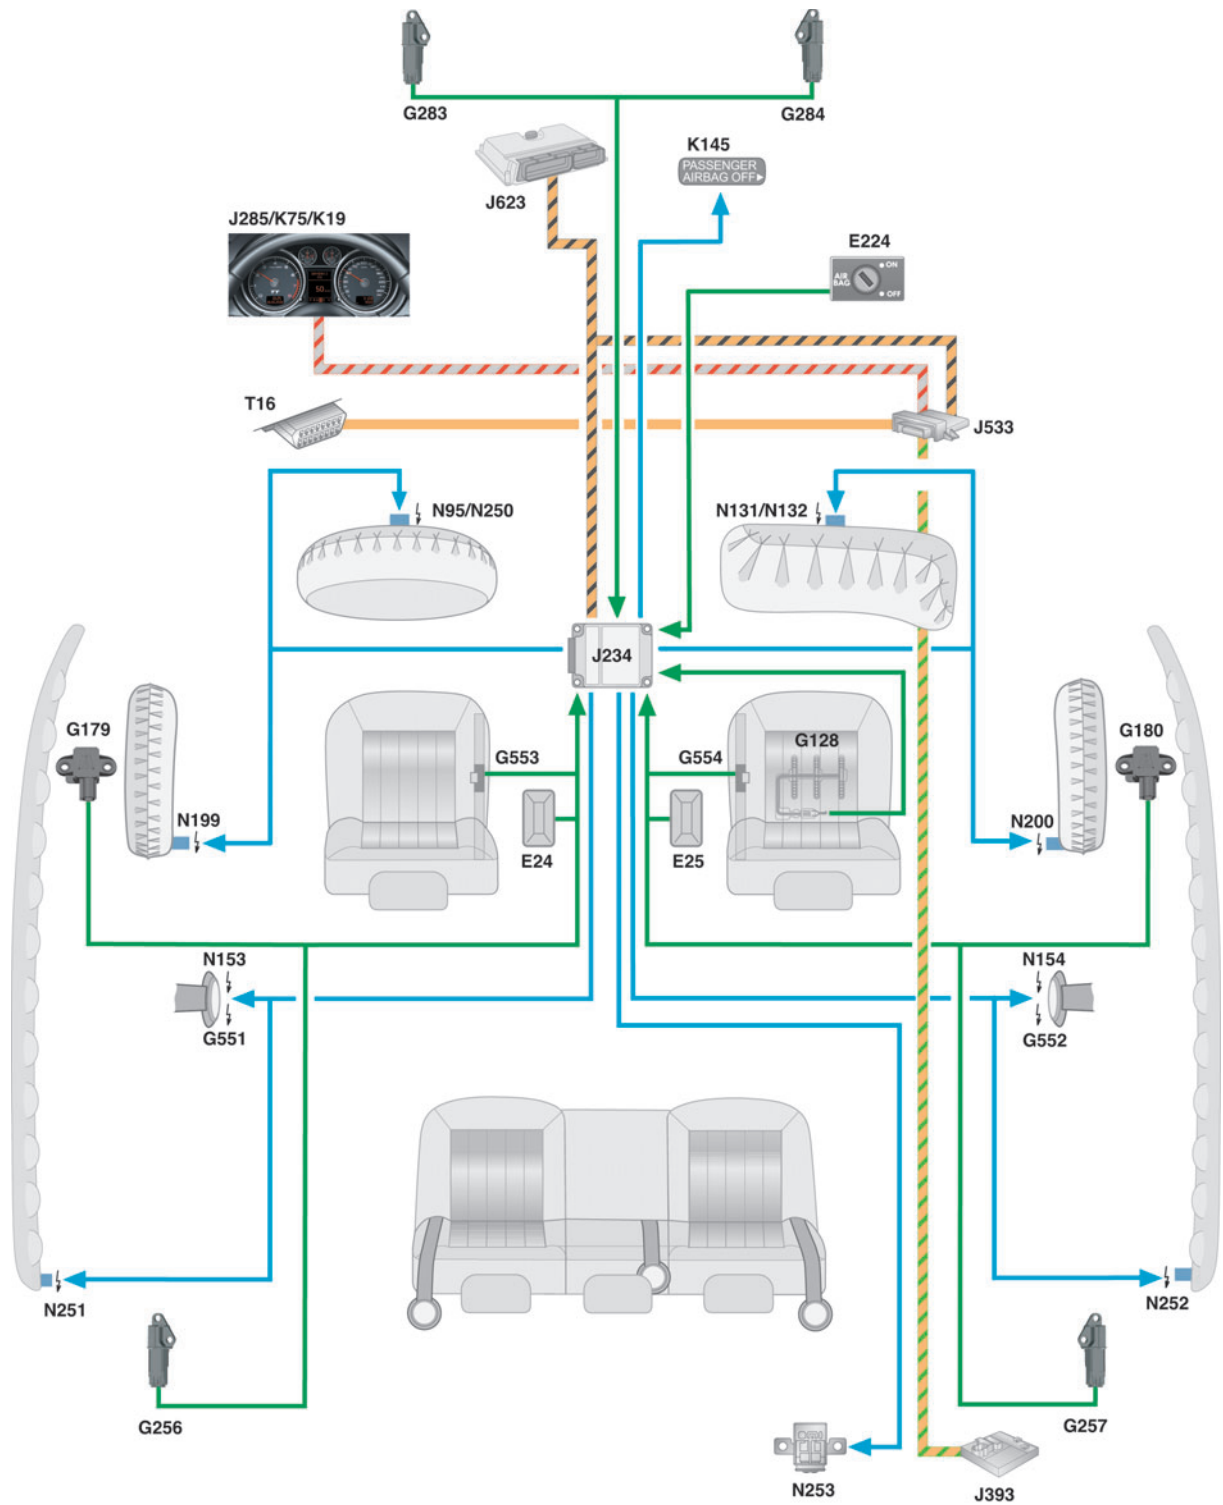 G283
G284
K145
PASSENGER
AIRBAG OFF
J623
J285/K75/K19
E224
AIR
BAG
ON
OFF
T16
J533
N95/N250
N131/N132
J234
G179
G553
G554
G128
G180
N199
E24
E25
N200
N153
N154
G551
G552
N251
N252
G256
G257
N253
J393